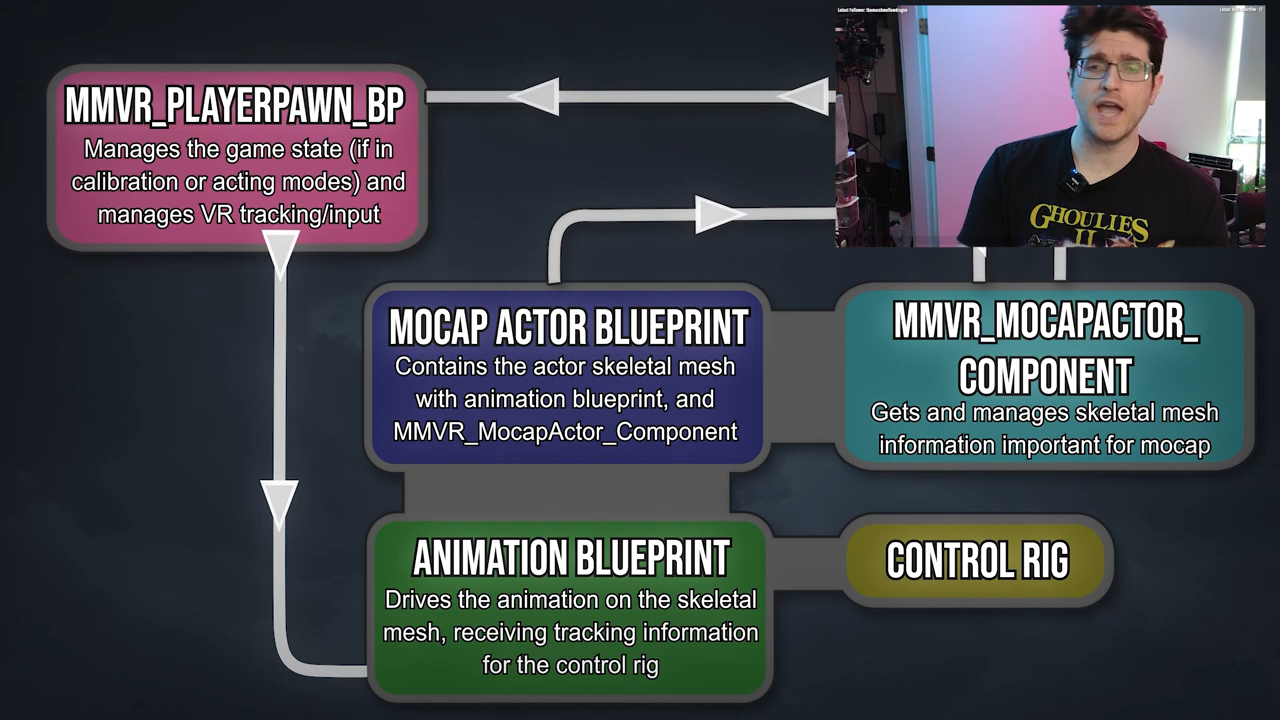 Latest Follower: themarshmallowdragon
MMVR_PLAYERPAWN_BP
Manages the game state (if in
calibration or acting modes) and
manages VR tracking/input
GHOULIES
II
MOCAP ACTOR BLUEPRINT
Contains the actor skeletal mesh
with animation blueprint, and
MMVR_MocapActor_Component
MMVR_MOCAPACTOR_
COMPONENT
Gets and manages skeletal mesh
information important for mocap
ANIMATION BLUEPRINT
Drives the animation on the skeletal
mesh, receiving tracking information
for the control rig
CONTROL RIG